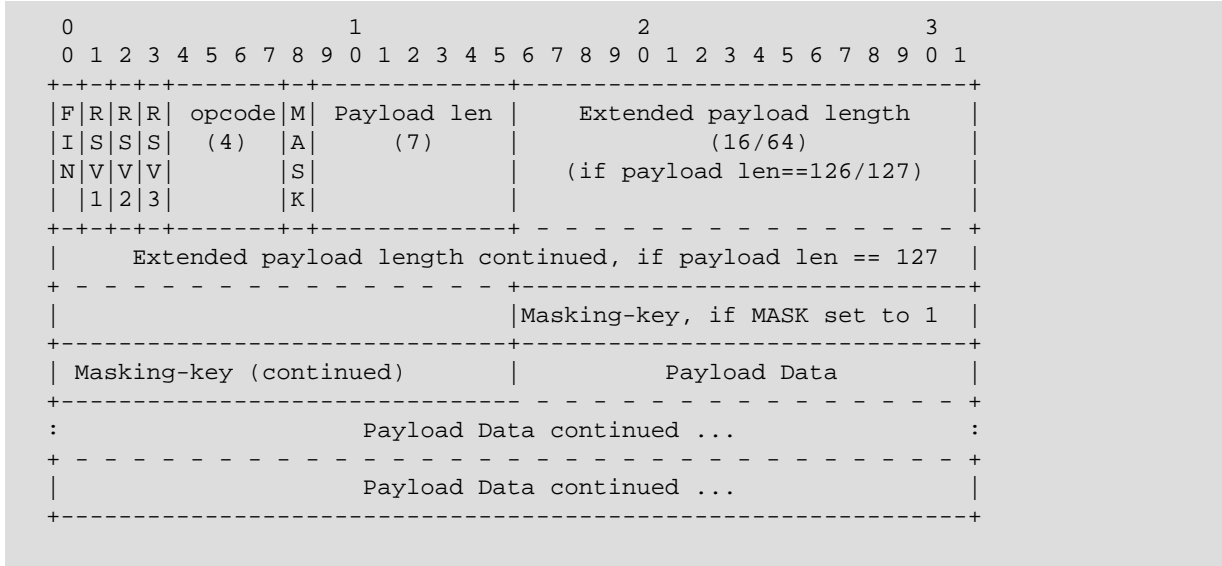 0                   1                   2                   3
0 1 2 3 4 5 6 7 8 9 0 1 2 3 4 5 6 7 8 9 0 1 2 3 4 5 6 7 8 9 0 1
+-+-+-+-+-------+-+-------------+-------------------------------+
|F|R|R|R| opcode|M| Payload len |    Extended payload length    |
|I|S|S|S|  (4)  |A|     (7)     |             (16/64)           |
|N|V|V|V|       |S|             |   (if payload len==126/127)   |
| |1|2|3|       |K|             |                               |
+-+-+-+-+-------+-+-------------+ - - - - - - - - - - - - - - - +
|     Extended payload length continued, if payload len == 127  |
+ - - - - - - - - - - - - - - - +-------------------------------+
|                               |Masking-key, if MASK set to 1  |
+-------------------------------+-------------------------------+
| Masking-key (continued)       |          Payload Data         |
+-------------------------------- - - - - - - - - - - - - - - - +
:                     Payload Data continued ...                :
+ - - - - - - - - - - - - - - - - - - - - - - - - - - - - - - - +
|                     Payload Data continued ...                |
+---------------------------------------------------------------+